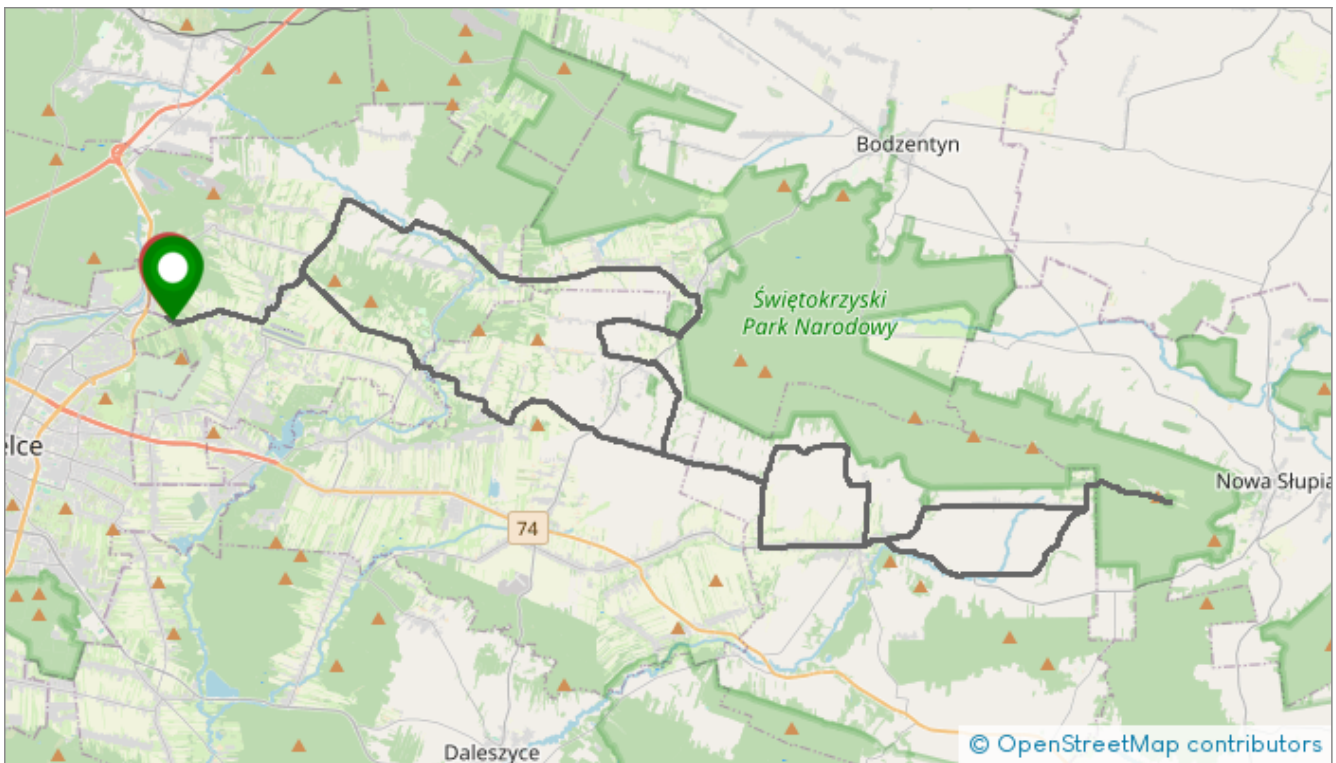 Bodzentyn
Świętokrzyski
Park Narodowy
elce
Nowa Słupia
74
Daleszyce
© OpenStreetMap contributors